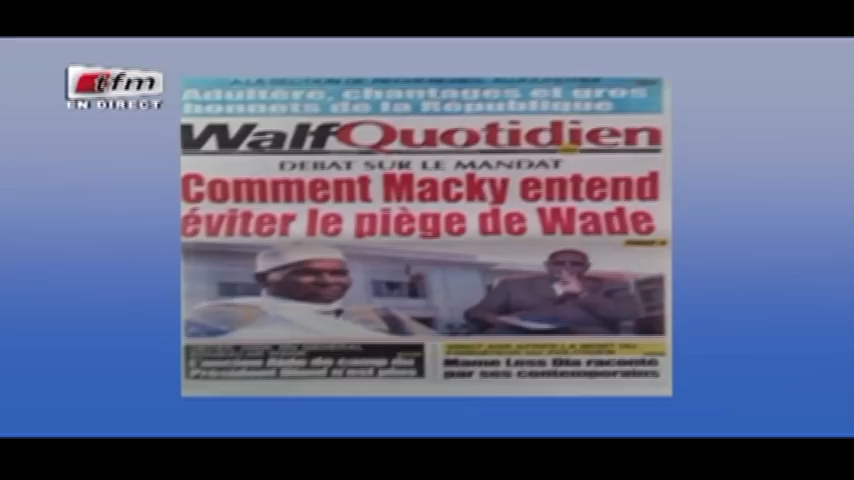 tfm
EN DIRECT
Adultère, chantages et gros
bonnets de la République
WalfQuotidien
DEBAT SUR LE MANDAT
Comment Macky entend
éviter le piège de Wade
Mame Less Dia raconté
par ses contemporains